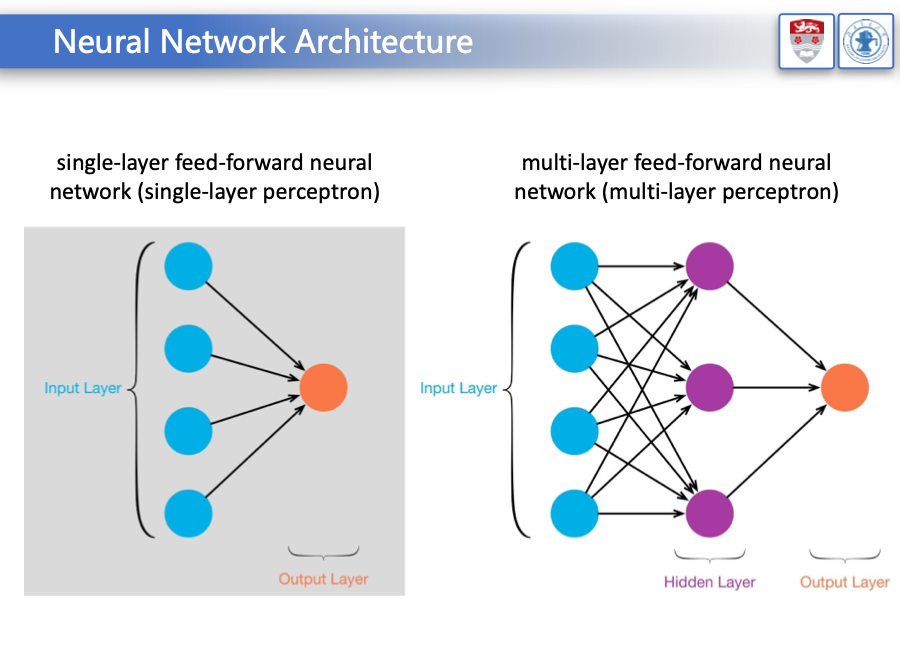 Neural Network Architecture
single-layer feed-forward neural
network (single-layer perceptron)
multi-layer feed-forward neural
network (multi-layer perceptron)
Input Layer
Output Layer
Input Layer
Hidden Layer
Output Layer